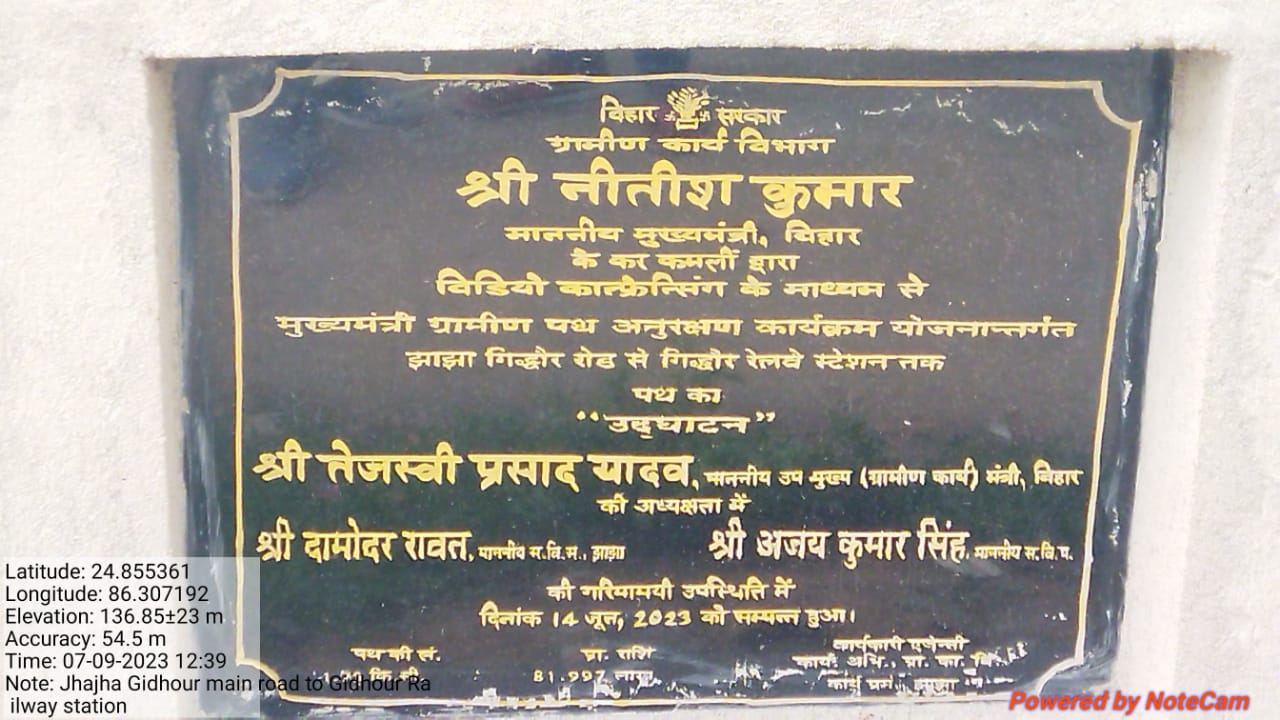 बिहार सरकार
ग्रामीण कार्य विभाग
श्री नीतीश कुमार
माननीय मुख्यमंत्री, बिहार
के कर कमलों द्वारा
विडियो कान्फ्रेन्सिंग के माध्यम से
मुख्यमंत्री ग्रामीण पथ अनुरक्षण कार्यक्रम योजनान्तर्गत
झाझा गिद्धौर रोड से गिद्धौर रेलवे स्टेशन तक
पथ का
“उद्घाटन”
श्री तेजस्वी प्रसाद यादव, माननीय उप मुख्य (ग्रामीण कार्य) मंत्री, बिहार
की अध्यक्षता में
श्री दामोदर रावत, माननीय स.वि.स., झाझा श्री अजय कुमार सिंह, माननीय स.वि.प.
की गरिमामयी उपस्थिति में
दिनांक 14 जून, 2023 को सम्पन्न हुआ।
पथ की लं. प्रा. राशि कार्यकारी एजेन्सी
कि.मी. 81.997 लाख कार्य. अभि., ग्रा. का. वि.
कार्य प्रम. झाझा
Latitude: 24.855361
Longitude: 86.307192
Elevation: 136.85±23 m
Accuracy: 54.5 m
Time: 07-09-2023 12:39
Note: Jhajha Gidhour main road to Gidhour Ra
ilway station
Powered by NoteCam